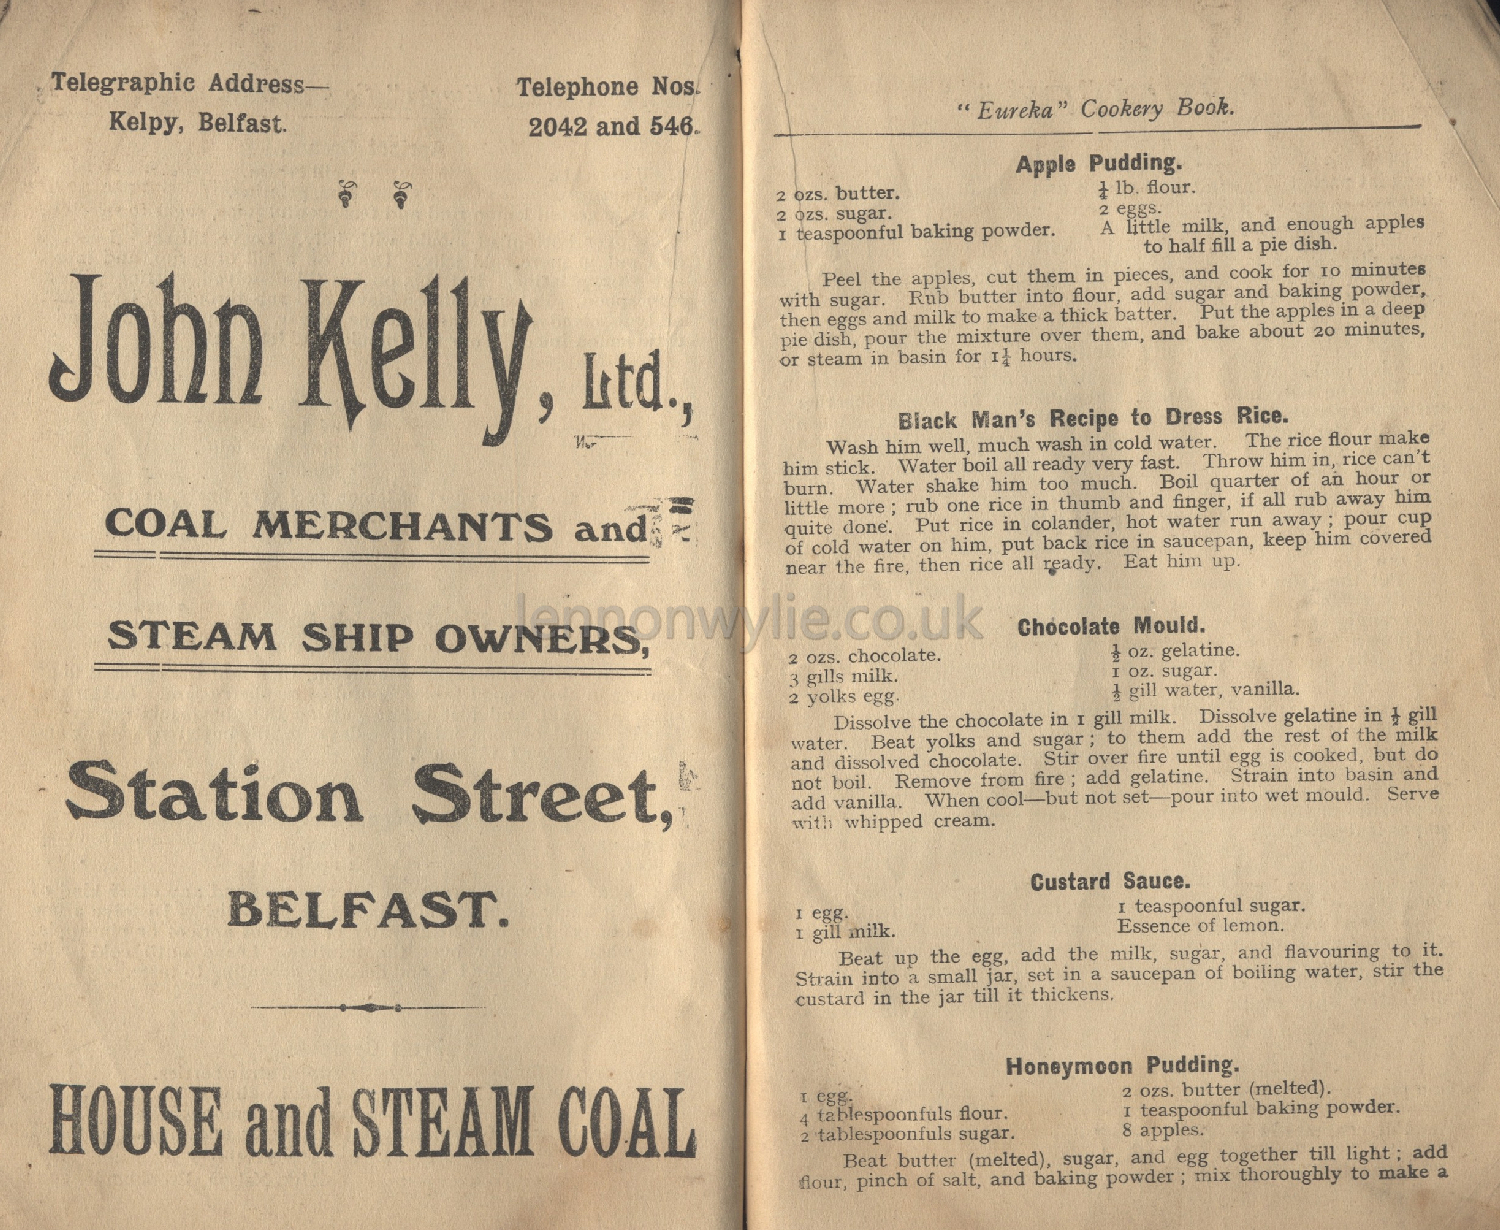 Telegraphic Address—
Kelpy, Belfast.
Telephone Nos.
2042 and 546.
John Kelly, Ltd.,
COAL MERCHANTS and
STEAM SHIP OWNERS,
Station Street,
BELFAST.
HOUSE and STEAM COAL
lennonwylie.co.uk
"Eureka" Cookery Book.
Apple Pudding.
2 ozs. butter.
2 ozs. sugar.
1 teaspoonful baking powder.
¼ lb. flour.
2 eggs.
A little milk, and enough apples
to half fill a pie dish.
Peel the apples, cut them in pieces, and cook for 10 minutes
with sugar. Rub butter into flour, add sugar and baking powder,
then eggs and milk to make a thick batter. Put the apples in a deep
pie dish, pour the mixture over them, and bake about 20 minutes,
or steam in basin for 1¼ hours.
Black Man's Recipe to Dress Rice.
Wash him well, much wash in cold water. The rice flour make
him stick. Water boil all ready very fast. Throw him in, rice can't
burn. Water shake him too much. Boil quarter of an hour or
little more; rub one rice in thumb and finger, if all rub away him
quite done. Put rice in colander, hot water run away; pour cup
of cold water on him, put back rice in saucepan, keep him covered
near the fire, then rice all ready. Eat him up.
Chocolate Mould.
2 ozs. chocolate.
3 gills milk.
2 yolks egg.
½ oz. gelatine.
1 oz. sugar.
½ gill water, vanilla.
Dissolve the chocolate in 1 gill milk. Dissolve gelatine in ½ gill
water. Beat yolks and sugar; to them add the rest of the milk
and dissolved chocolate. Stir over fire until egg is cooked, but do
not boil. Remove from fire; add gelatine. Strain into basin and
add vanilla. When cool—but not set—pour into wet mould. Serve
with whipped cream.
Custard Sauce.
1 egg.
1 gill milk.
1 teaspoonful sugar.
Essence of lemon.
Beat up the egg, add the milk, sugar, and flavouring to it.
Strain into a small jar, set in a saucepan of boiling water, stir the
custard in the jar till it thickens.
Honeymoon Pudding.
1 egg.
4 tablespoonfuls flour.
2 tablespoonfuls sugar.
2 ozs. butter (melted).
1 teaspoonful baking powder.
8 apples.
Beat butter (melted), sugar, and egg together till light; add
flour, pinch of salt, and baking powder; mix thoroughly to make a